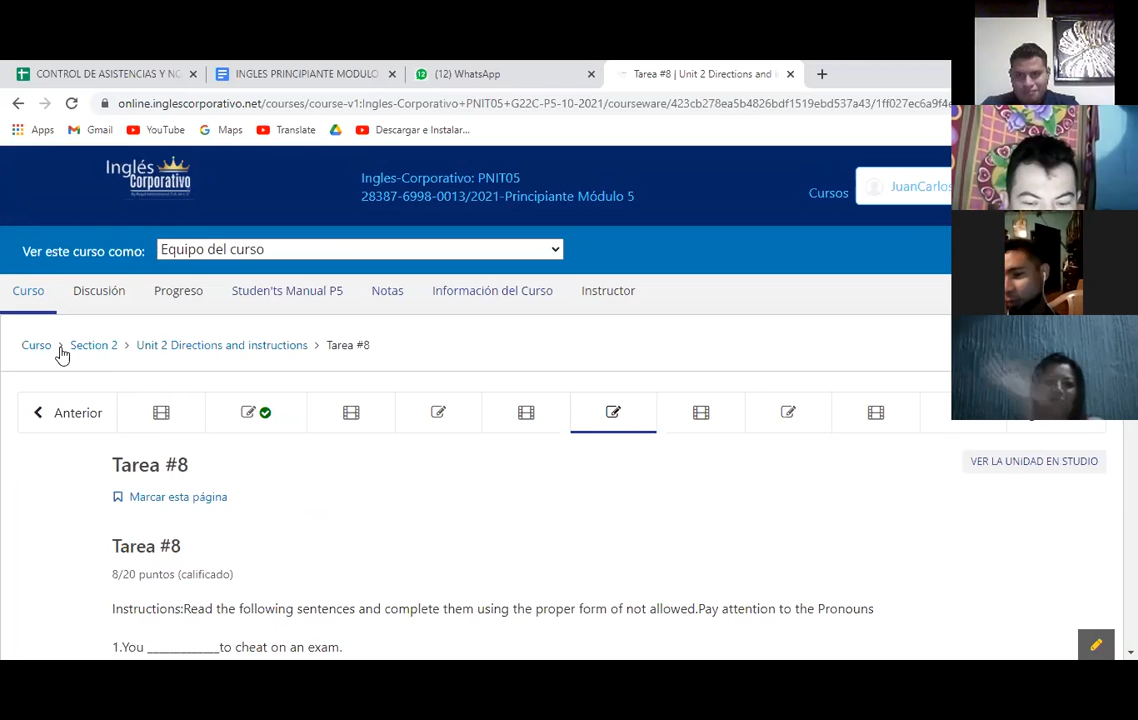 CONTROL DE ASISTENCIAS Y NO
INGLES PRINCIPIANTE MODULO
(12) WhatsApp
Tarea #8 | Unit 2 Directions and i
online.inglescorporativo.net/courses/course-v1:Ingles-Corporativo+PNIT05+G22C-P5-10-2021/courseware/423cb278ea5b4826bdf1519ebd537a43/1ff027ec6a9f4e
Apps
Gmail
YouTube
Maps
Translate
Descargar e Instalar...
Inglés
Corporativo
Ingles-Corporativo: PNIT05
28387-6998-0013/2021-Principiante Módulo 5
Cursos
JuanCarlos
Ver este curso como:
Equipo del curso
Curso
Discusión
Progreso
Studen'ts Manual P5
Notas
Información del Curso
Instructor
Curso > Section 2 > Unit 2 Directions and instructions > Tarea #8
Anterior
Tarea #8
VER LA UNIDAD EN STUDIO
Marcar esta página
Tarea #8
8/20 puntos (calificado)
Instructions:Read the following sentences and complete them using the proper form of not allowed.Pay attention to the Pronouns
1.You _____________to cheat on an exam.